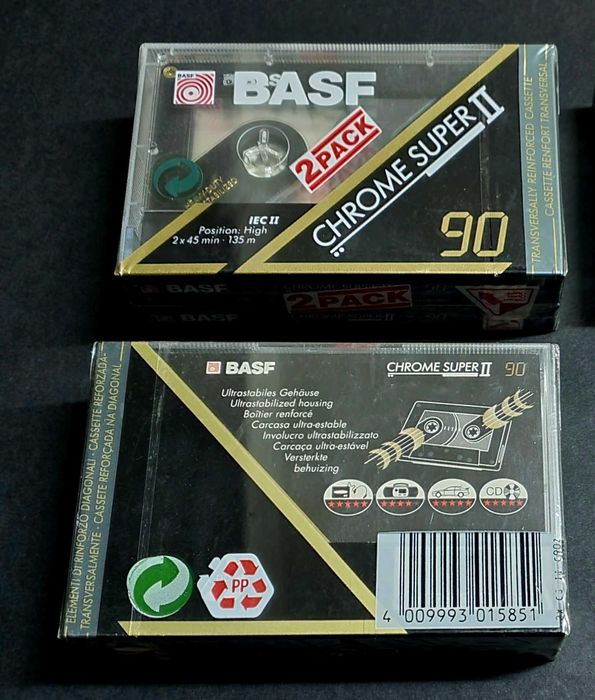 BASF
BASF
2 PACK
CHROME SUPER II
IEC II
Position: High
2 x 45 min · 135 m
90
TRANSVERSALLY REINFORCED CASSETTE
CASSETTE RENFORT TRANSVERSAL
BASF
2 PACK
90
BASF
90
BASF
CHROME SUPER II 90
Ultrastabiles Gehäuse
Ultrastabilized housing
Boîtier renforcé
Carcasa ultra-estable
Involucro ultrastabilizzato
Carcaça ultra-estável
Versterkte
behuizing
CD
PP
ELEMENTI DI RINFORZO DIAGONALI · CASSETTE REFORZADA
TRANSVERSALMENTE · CASSETTE REFORÇADA NA DIAGONAL
4 009993 015851